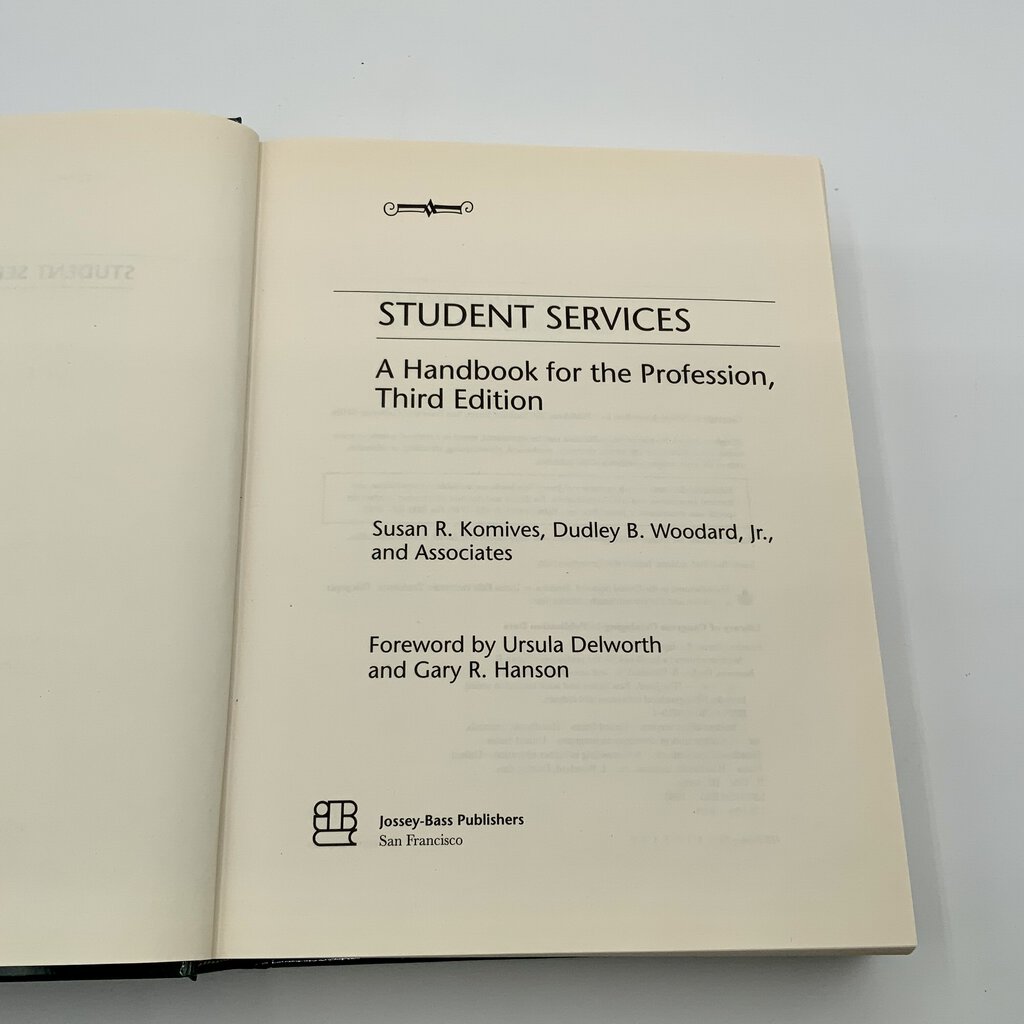 STUDENT SERVICES
A Handbook for the Profession,
Third Edition
Susan R. Komives, Dudley B. Woodard, Jr.,
and Associates
Foreword by Ursula Delworth
and Gary R. Hanson
Jossey-Bass Publishers
San Francisco